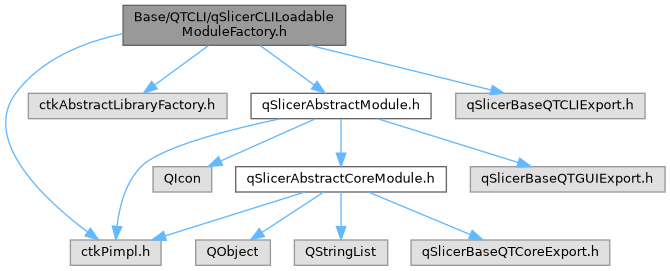 Base/QTCLI/qSlicerCLILoadable
ModuleFactory.h
ctkAbstractLibraryFactory.h
qSlicerAbstractModule.h
qSlicerBaseQTCLIExport.h
QIcon
qSlicerAbstractCoreModule.h
qSlicerBaseQTGUIExport.h
ctkPimpl.h
QObject
QStringList
qSlicerBaseQTCoreExport.h